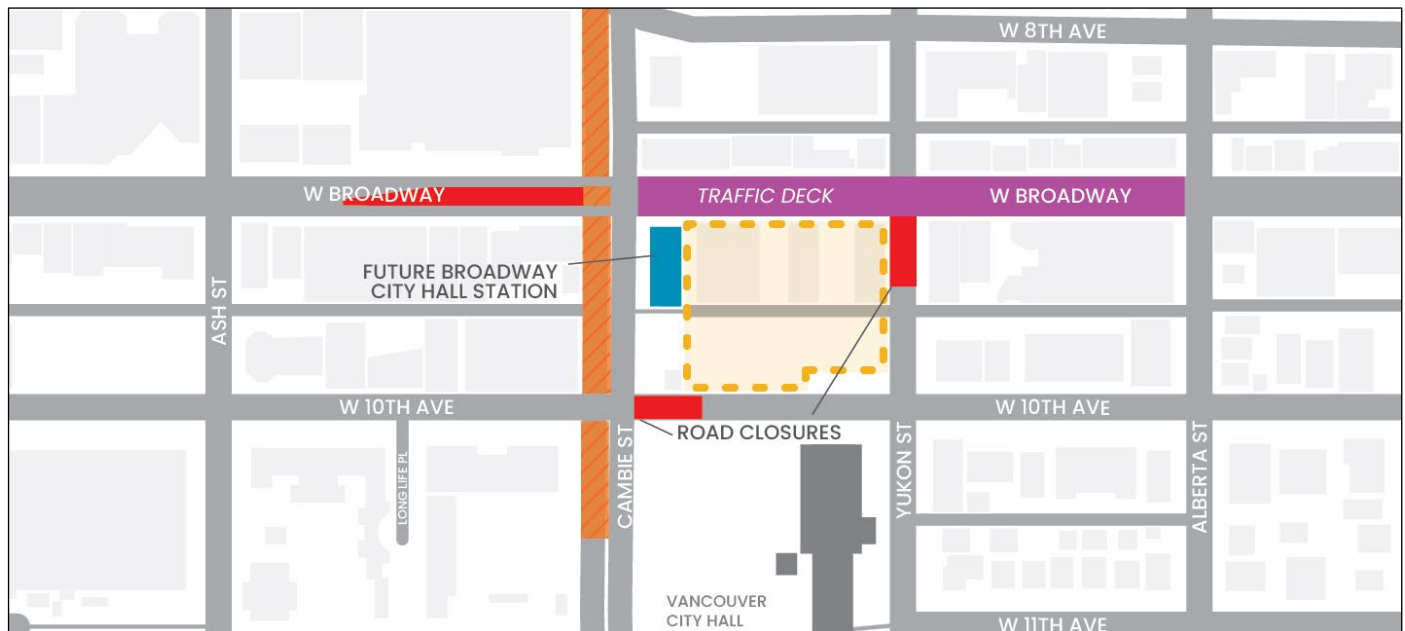 W 8TH AVE
W BROADWAY
TRAFFIC DECK
W BROADWAY
FUTURE BROADWAY
CITY HALL STATION
ASH ST
W 10TH AVE
W 10TH AVE
ROAD CLOSURES
LONG LIFE PL
CAMBIE ST
YUKON ST
ALBERTA ST
VANCOUVER
CITY HALL
W 11TH AVE